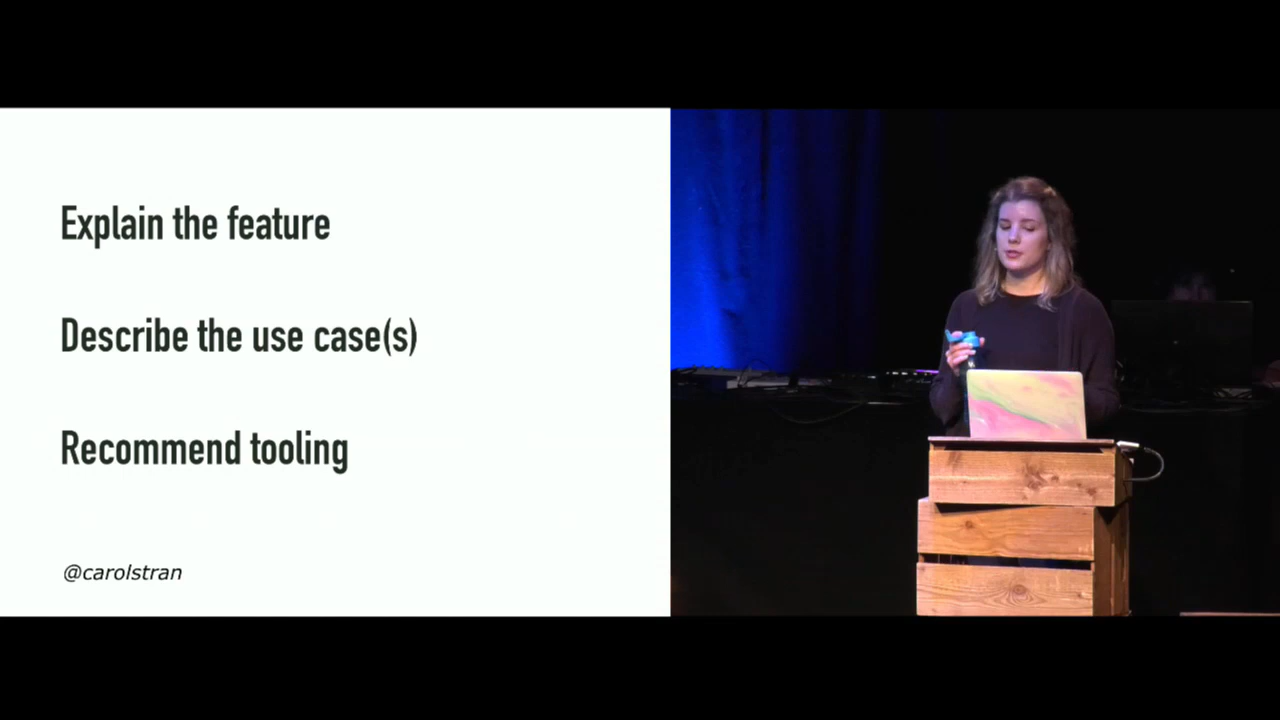 Explain the feature
Describe the use case(s)
Recommend tooling
@carolstran